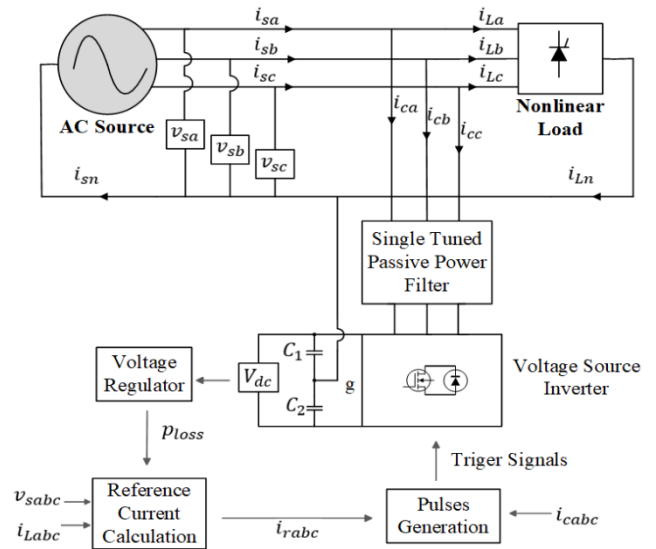 i_sa
i_La
i_sb
i_Lb
i_sc
i_Lc
AC Source
Nonlinear
Load
v_sa
v_sb
v_sc
i_ca
i_cb
i_cc
i_sn
i_Ln
Single Tuned
Passive Power
Filter
Voltage
Regulator
V_dc
C_1
C_2
g
Voltage Source
Inverter
p_loss
Triger Signals
v_sabc
i_Labc
Reference
Current
Calculation
i_rabc
Pulses
Generation
i_cabc